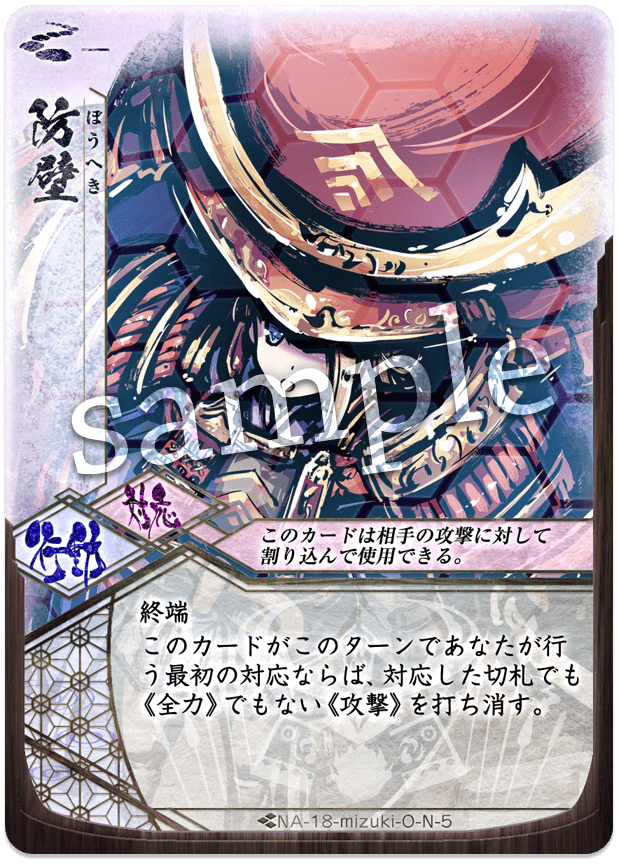 防壁
ぼうへき
sample
対応
行動
このカードは相手の攻撃に対して
割り込んで使用できる。
終端
このカードがこのターンであなたが行
う最初の対応ならば、対応した切札でも
《全力》でもない《攻撃》を打ち消す。
NA-18-mizuki-O-N-5